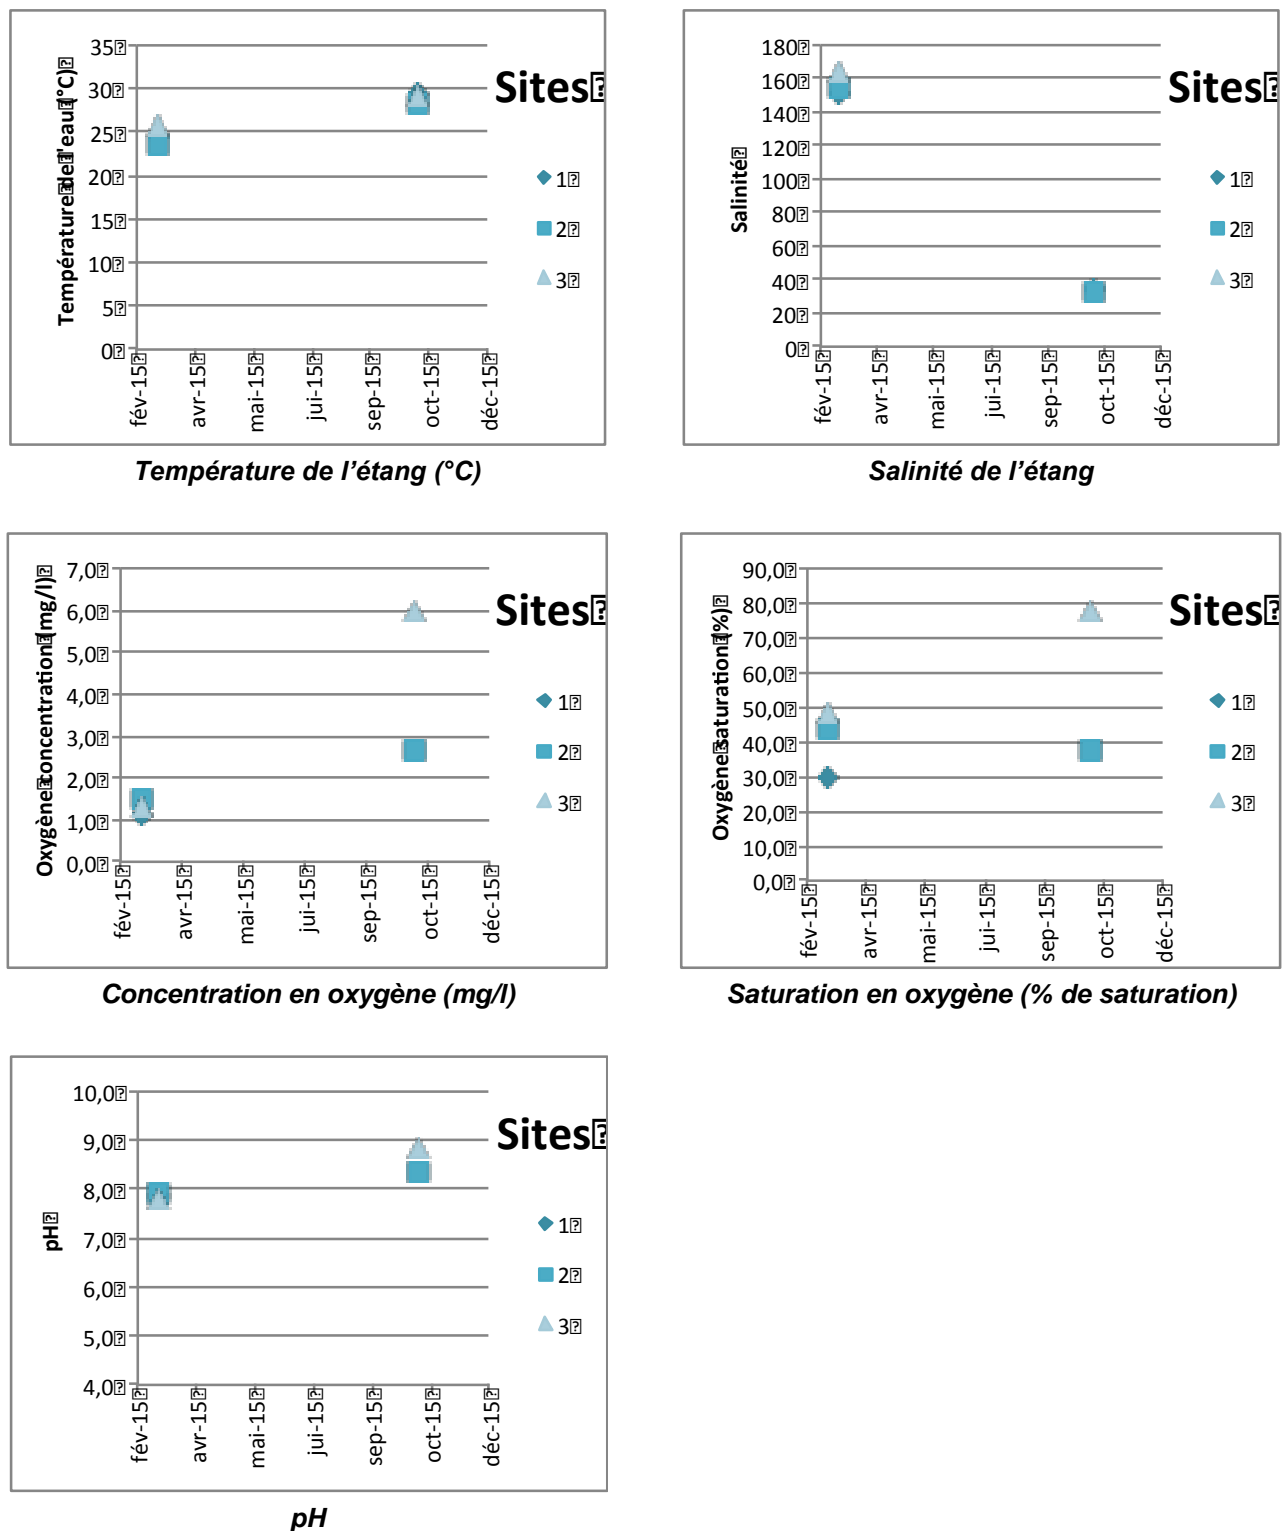 35
30
25
20
15
10
5
0
Température de l'eau (°C)
fév-15
avr-15
mai-15
jui-15
sep-15
oct-15
déc-15
Sites
1
2
3
Température de l’étang (°C)
180
160
140
120
100
80
60
40
20
0
Salinité
fév-15
avr-15
mai-15
jui-15
sep-15
oct-15
déc-15
Sites
1
2
3
Salinité de l’étang
7,0
6,0
5,0
4,0
3,0
2,0
1,0
0,0
Oxygène concentration (mg/l)
fév-15
avr-15
mai-15
jui-15
sep-15
oct-15
déc-15
Sites
1
2
3
Concentration en oxygène (mg/l)
90,0
80,0
70,0
60,0
50,0
40,0
30,0
20,0
10,0
0,0
Oxygène saturation (%)
fév-15
avr-15
mai-15
jui-15
sep-15
oct-15
déc-15
Sites
1
2
3
Saturation en oxygène (% de saturation)
10,0
9,0
8,0
7,0
6,0
5,0
4,0
pH
fév-15
avr-15
mai-15
jui-15
sep-15
oct-15
déc-15
Sites
1
2
3
pH